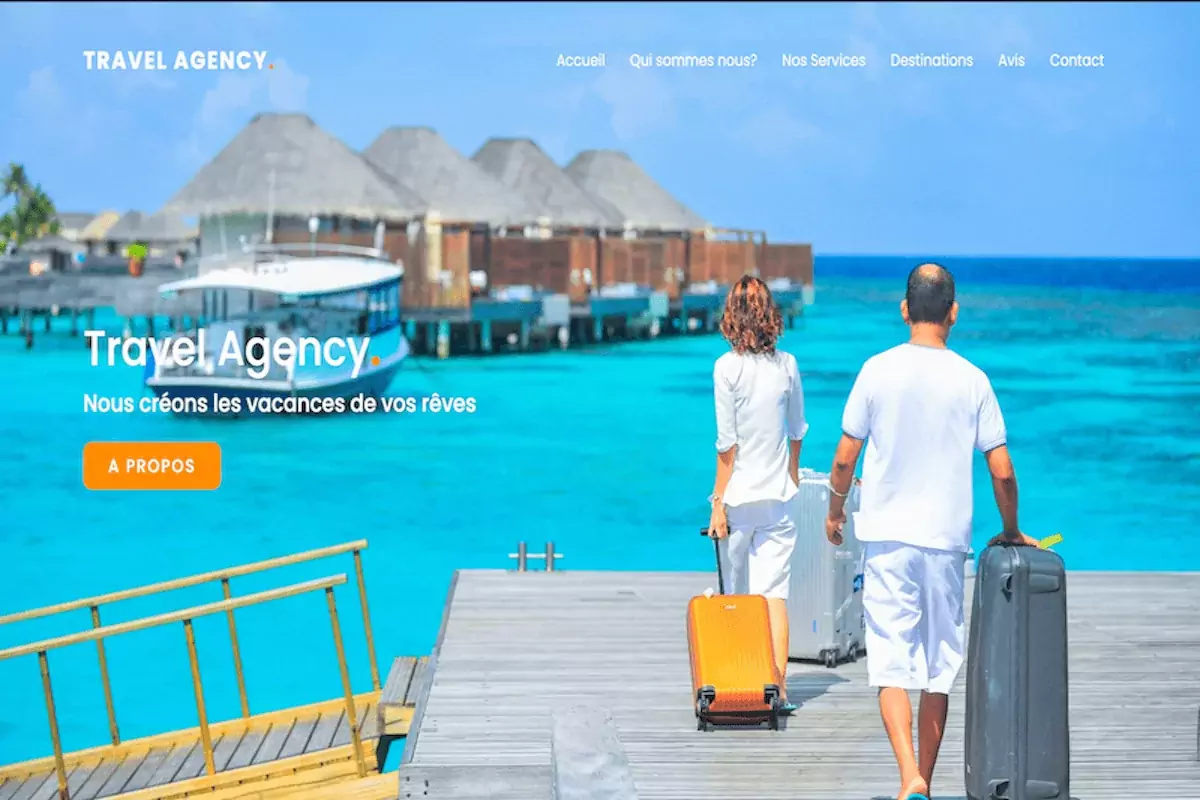 TRAVEL AGENCY.
Accueil Qui sommes nous? Nos Services Destinations Avis Contact
Travel Agency.
Nous créons les vacances de vos rêves
A PROPOS